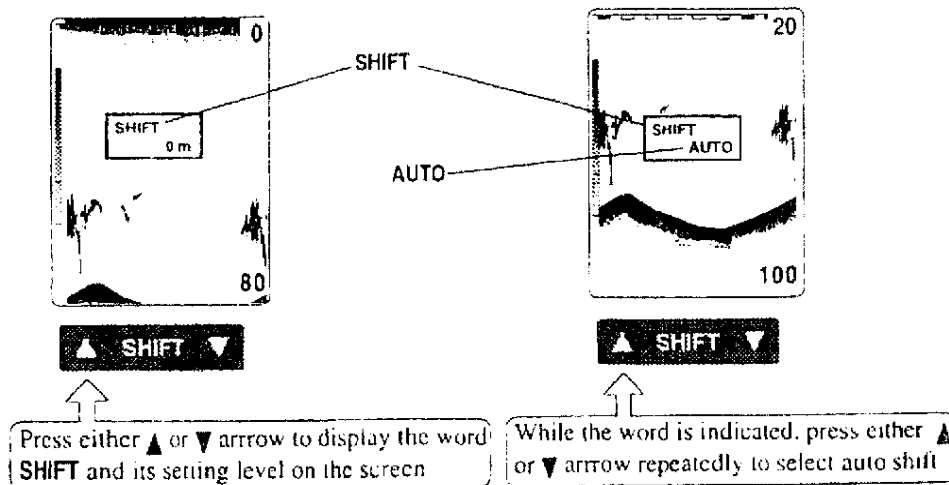 0
20
SHIFT
SHIFT
0 m
SHIFT
AUTO
AUTO
80
100
▲ SHIFT ▼
▲ SHIFT ▼
Press either ▲ or ▼ arrrow to display the word
SHIFT and its setting level on the screen
While the word is indicated, press either ▲
or ▼ arrrow repeatedly to select auto shift